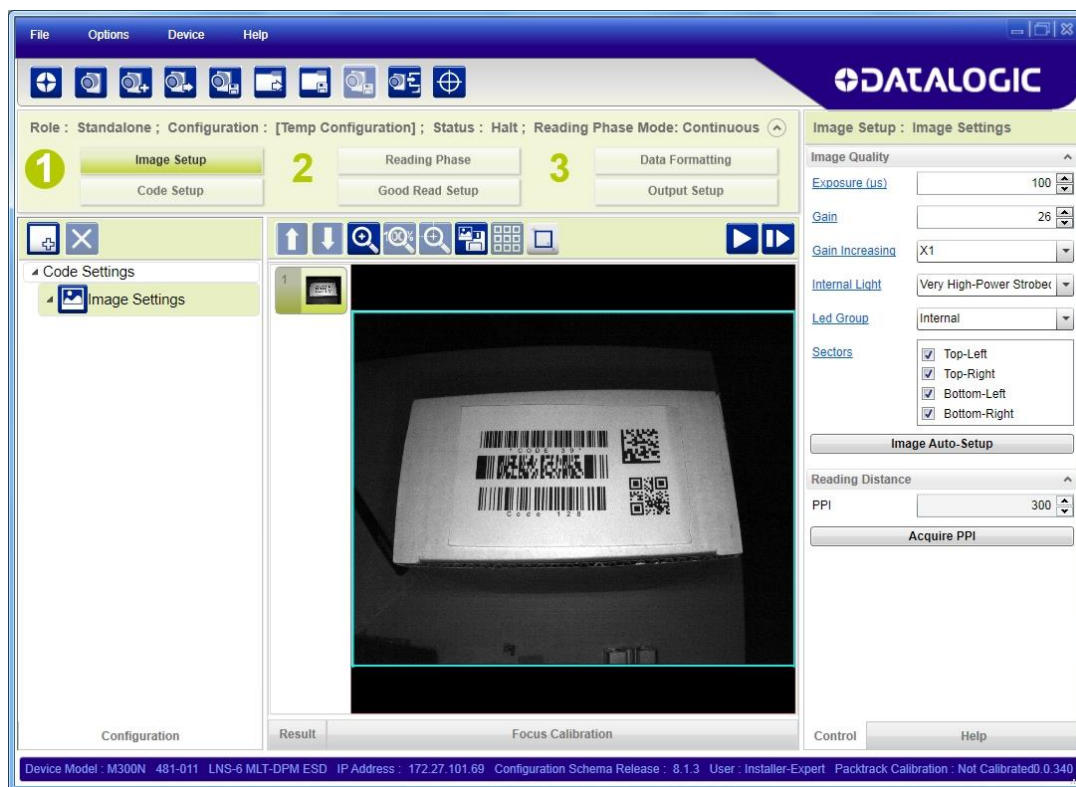 File Options Device Help
DATALOGIC
Role : Standalone ; Configuration : [Temp Configuration] ; Status : Halt ; Reading Phase Mode: Continuous
1 Image Setup
Code Setup
2 Reading Phase
Good Read Setup
3 Data Formatting
Output Setup
Code Settings
Image Settings
1
*CODE 39*
Code 128
Configuration
Result Focus Calibration
Image Setup : Image Settings
Image Quality
Exposure (µs) 100
Gain 26
Gain Increasing X1
Internal Light Very High-Power Strobed
Led Group Internal
Sectors Top-Left
Top-Right
Bottom-Left
Bottom-Right
Image Auto-Setup
Reading Distance
PPI 300
Acquire PPI
Control Help
Device Model : M300N 481-011 LNS-6 MLT-DPM ESD IP Address : 172.27.101.69 Configuration Schema Release : 8.1.3 User : Installer-Expert Packtrack Calibration : Not Calibrated0.0.340